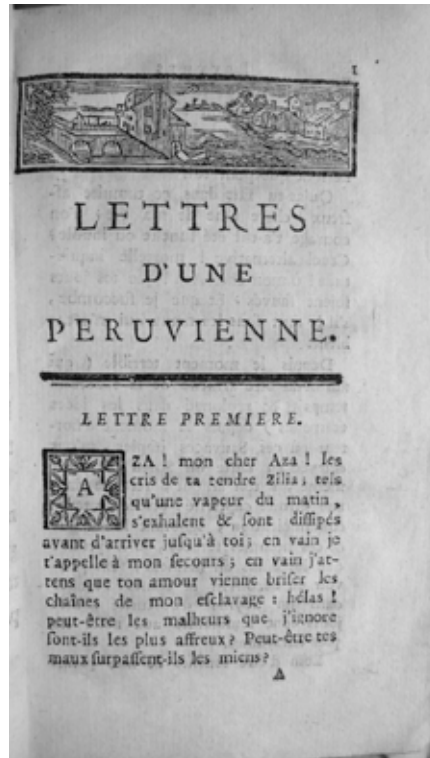 1
LETTRES
D'UNE
PERUVIENNE.
LETTRE PREMIERE.
AZA ! mon cher Aza ! les
cris de ta tendre Zilia, tels
qu'une vapeur du matin,
s'exhalent & ſont diſſipés
avant d'arriver juſqu'à toi ; en vain je
t'appelle à mon ſecours ; en vain j'at-
tens que ton amour vienne briſer les
chaînes de mon eſclavage : hélas !
peut-être les malheurs que j'ignore
ſont-ils les plus affreux ? Peut-être tes
maux ſurpaſſent-ils les miens ?
A